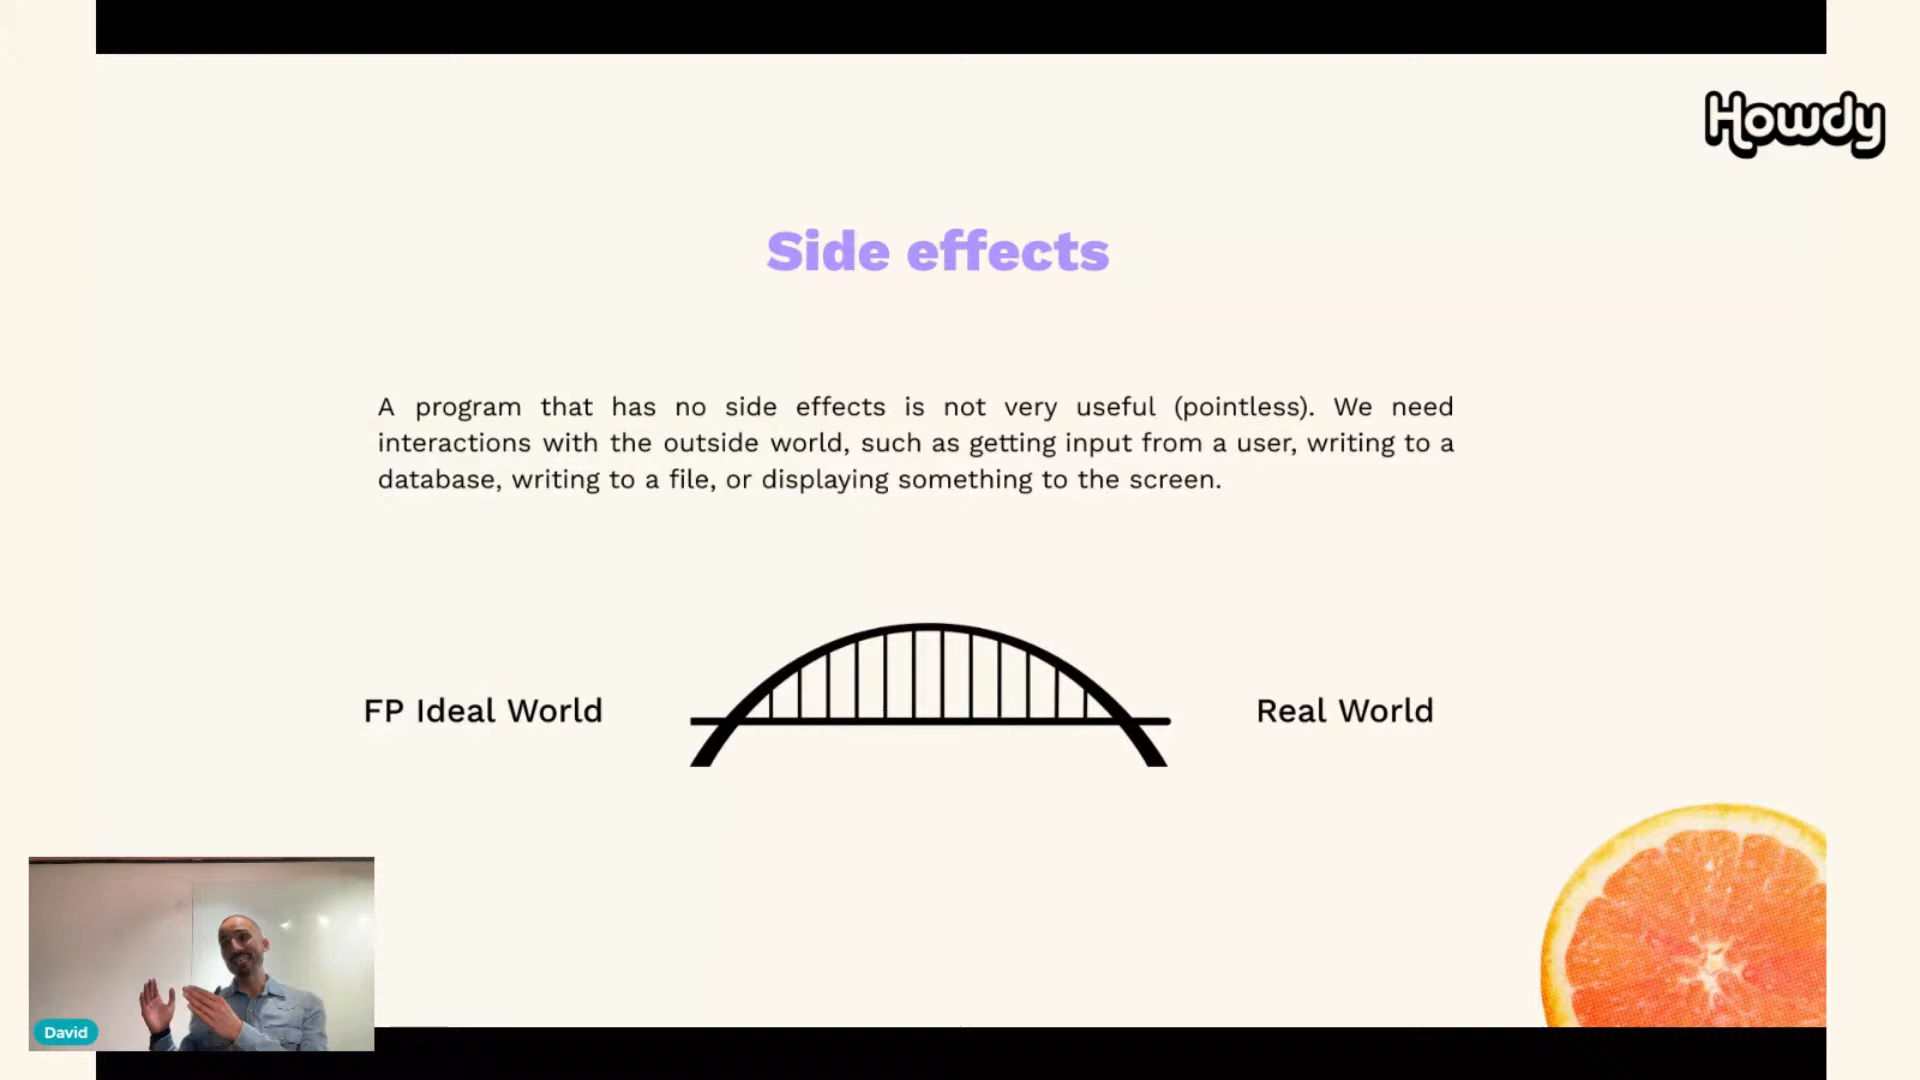 Howdy
Side effects
A program that has no side effects is not very useful (pointless). We need
interactions with the outside world, such as getting input from a user, writing to a
database, writing to a file, or displaying something to the screen.
FP Ideal World
Real World
David